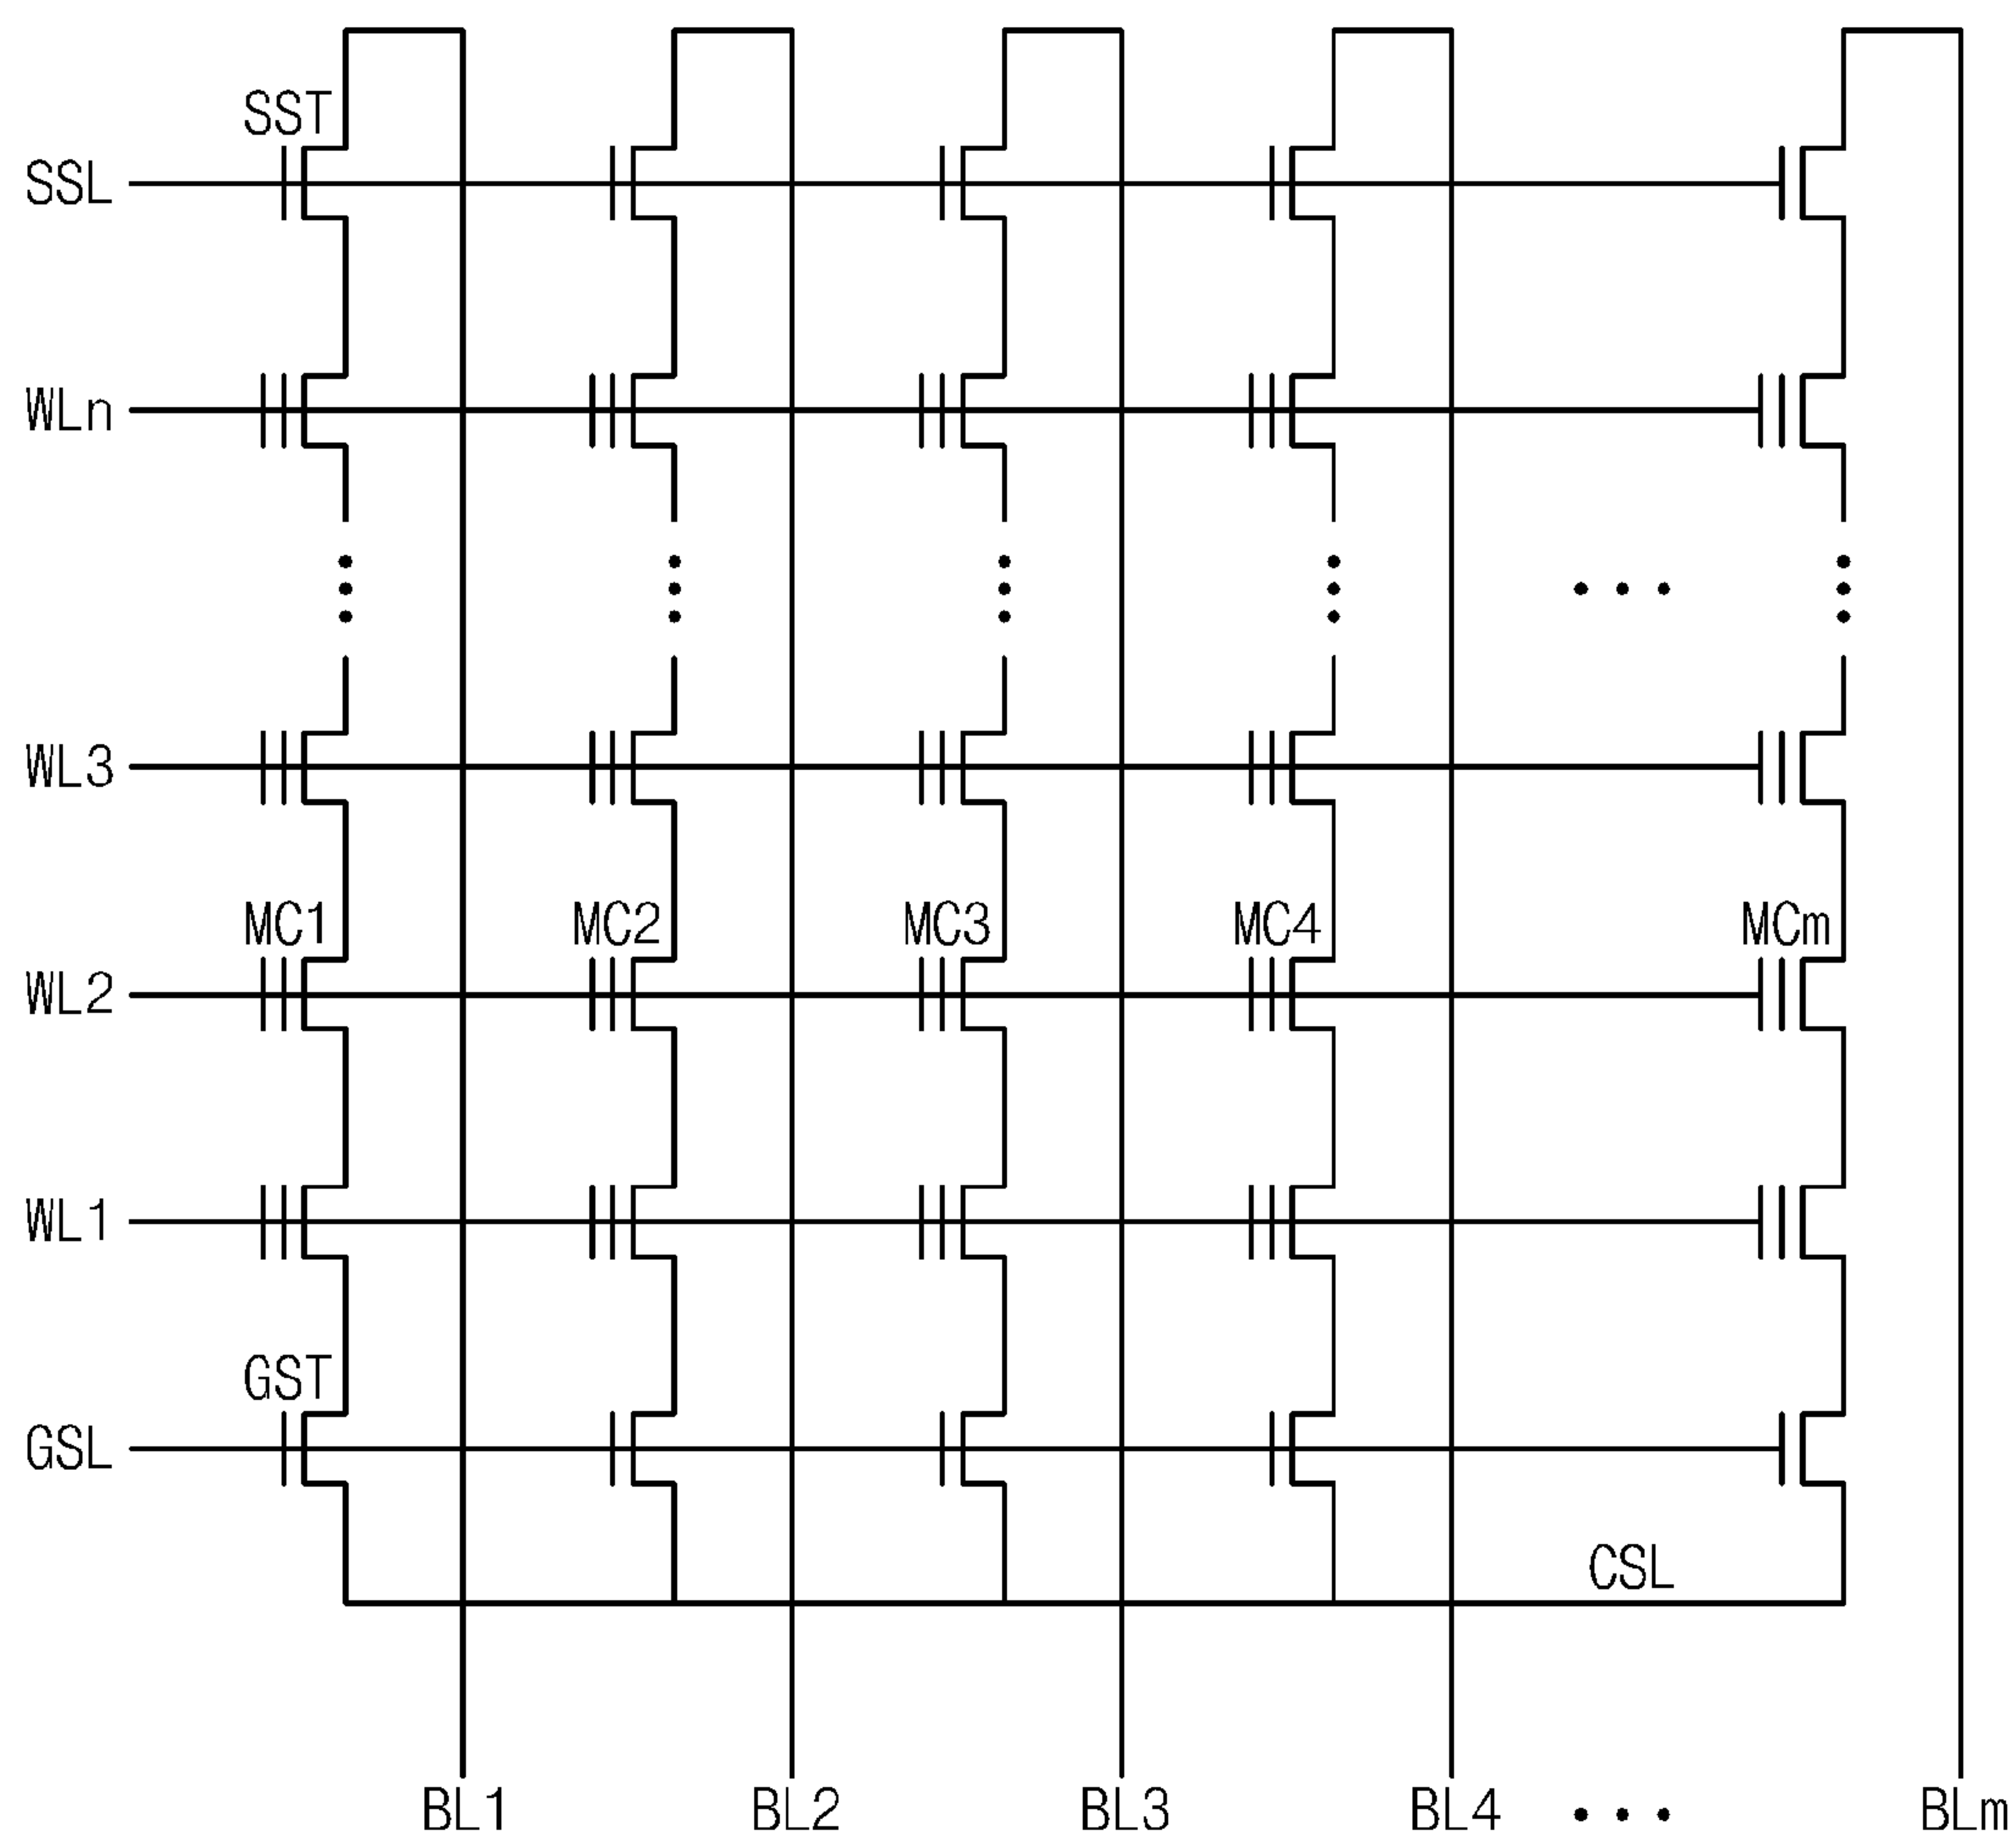 SST
SSL
WLn
WL3
MC1 MC2 MC3 MC4 MCm
WL2
WL1
GST
GSL
CSL
BL1 BL2 BL3 BL4 ••• BLm